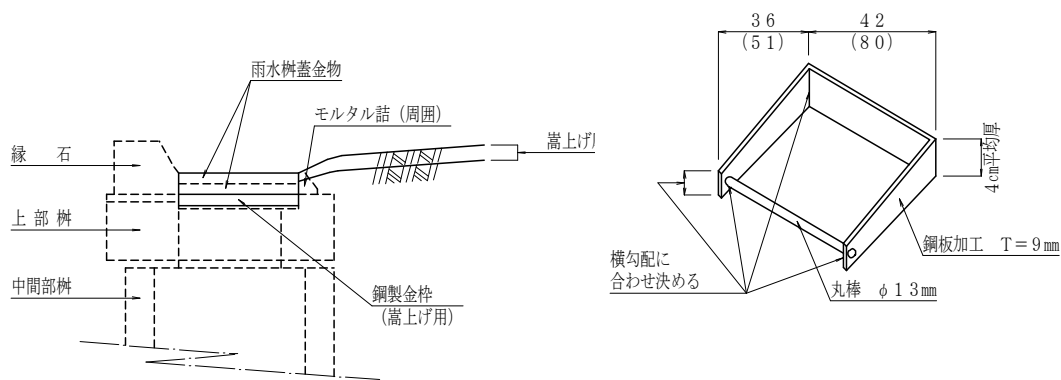 雨水桝蓋金物
モルタル詰（周囲）
嵩上げ
縁　石
上 部 桝
中間部桝
鋼製金枠
（嵩上げ用）
３６
（５１）
４２
（８０）
４㎝平均厚
鋼板加工　Ｔ＝９㎜
横勾配に
合わせ決める
丸棒　φ１３㎜